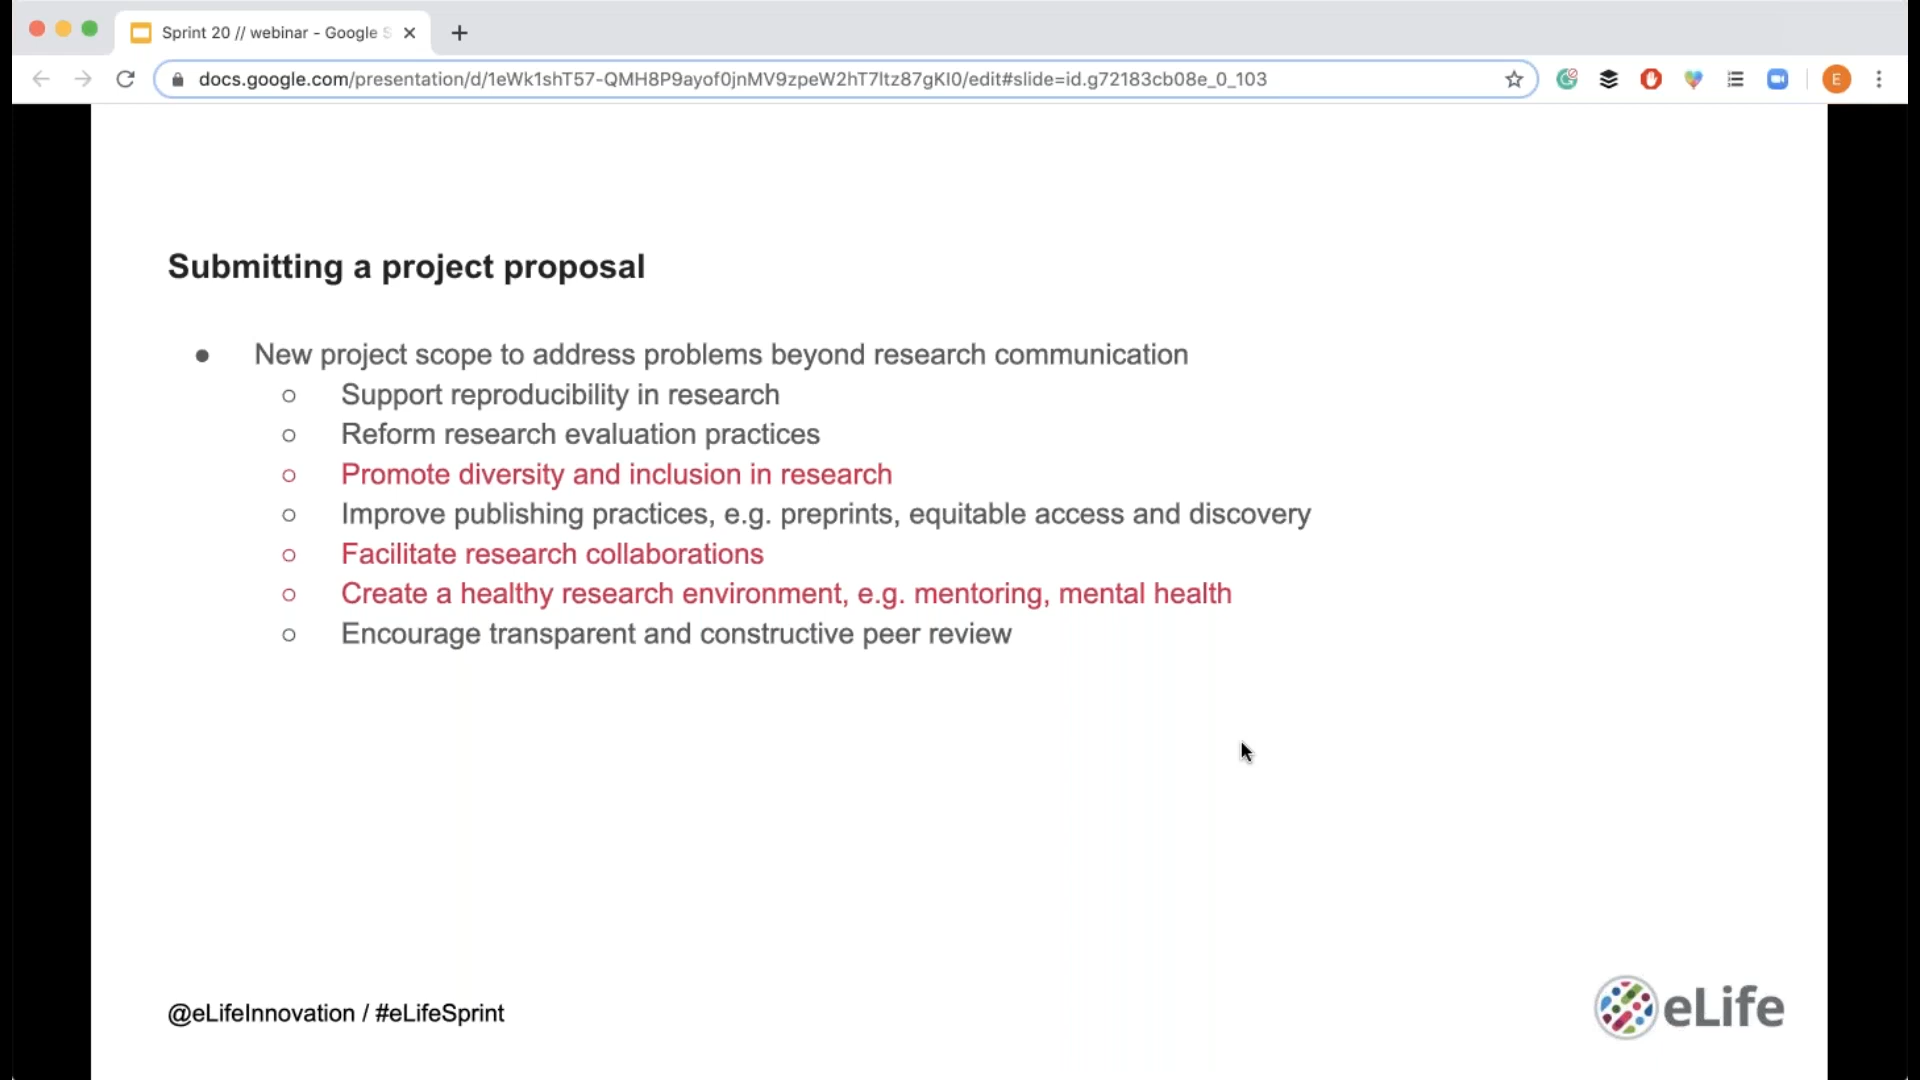 Sprint 20 // webinar - Google S
docs.google.com/presentation/d/1eWk1shT57-QMH8P9ayof0jnMV9zpeW2hT7ltz87gKI0/edit#slide=id.g72183cb08e_0_103
E
Submitting a project proposal
● New project scope to address problems beyond research communication
○ Support reproducibility in research
○ Reform research evaluation practices
○ Promote diversity and inclusion in research
○ Improve publishing practices, e.g. preprints, equitable access and discovery
○ Facilitate research collaborations
○ Create a healthy research environment, e.g. mentoring, mental health
○ Encourage transparent and constructive peer review
@eLifeInnovation / #eLifeSprint
eLife